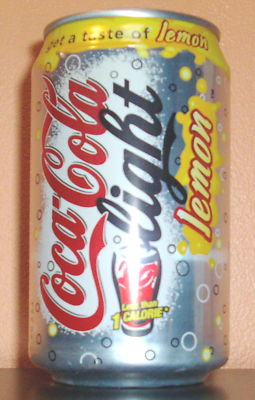 get a taste of lemon
Coca-Cola
light
lemon
Less than
1 CALORIE*